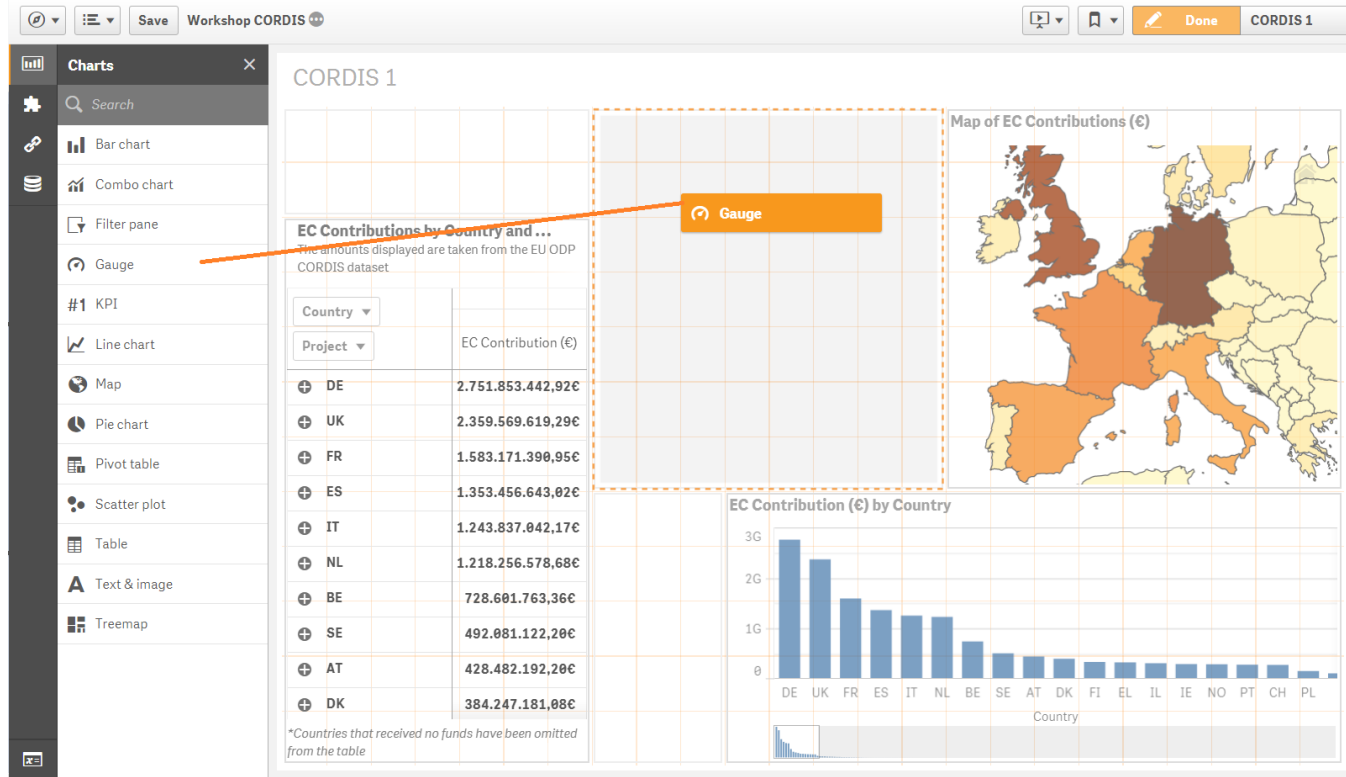 Save
Workshop CORDIS
Done
CORDIS 1
Charts
Search
Bar chart
Combo chart
Filter pane
Gauge
#1 KPI
Line chart
Map
Pie chart
Pivot table
Scatter plot
Table
A Text & image
Treemap
CORDIS 1
EC Contributions by Country and ...
The amounts displayed are taken from the EU ODP
CORDIS dataset
Country
Project
EC Contribution (€)
DE 2.751.853.442,92€
UK 2.359.569.619,29€
FR 1.583.171.390,95€
ES 1.353.456.643,02€
IT 1.243.837.042,17€
NL 1.218.256.578,68€
BE 728.601.763,36€
SE 492.081.122,20€
AT 428.482.192,20€
DK 384.247.181,08€
*Countries that received no funds have been omitted
from the table
Gauge
Map of EC Contributions (€)
EC Contribution (€) by Country
3G
2G
1G
0
DE UK FR ES IT NL BE SE AT DK FI EL IL IE NO PT CH PL
Country